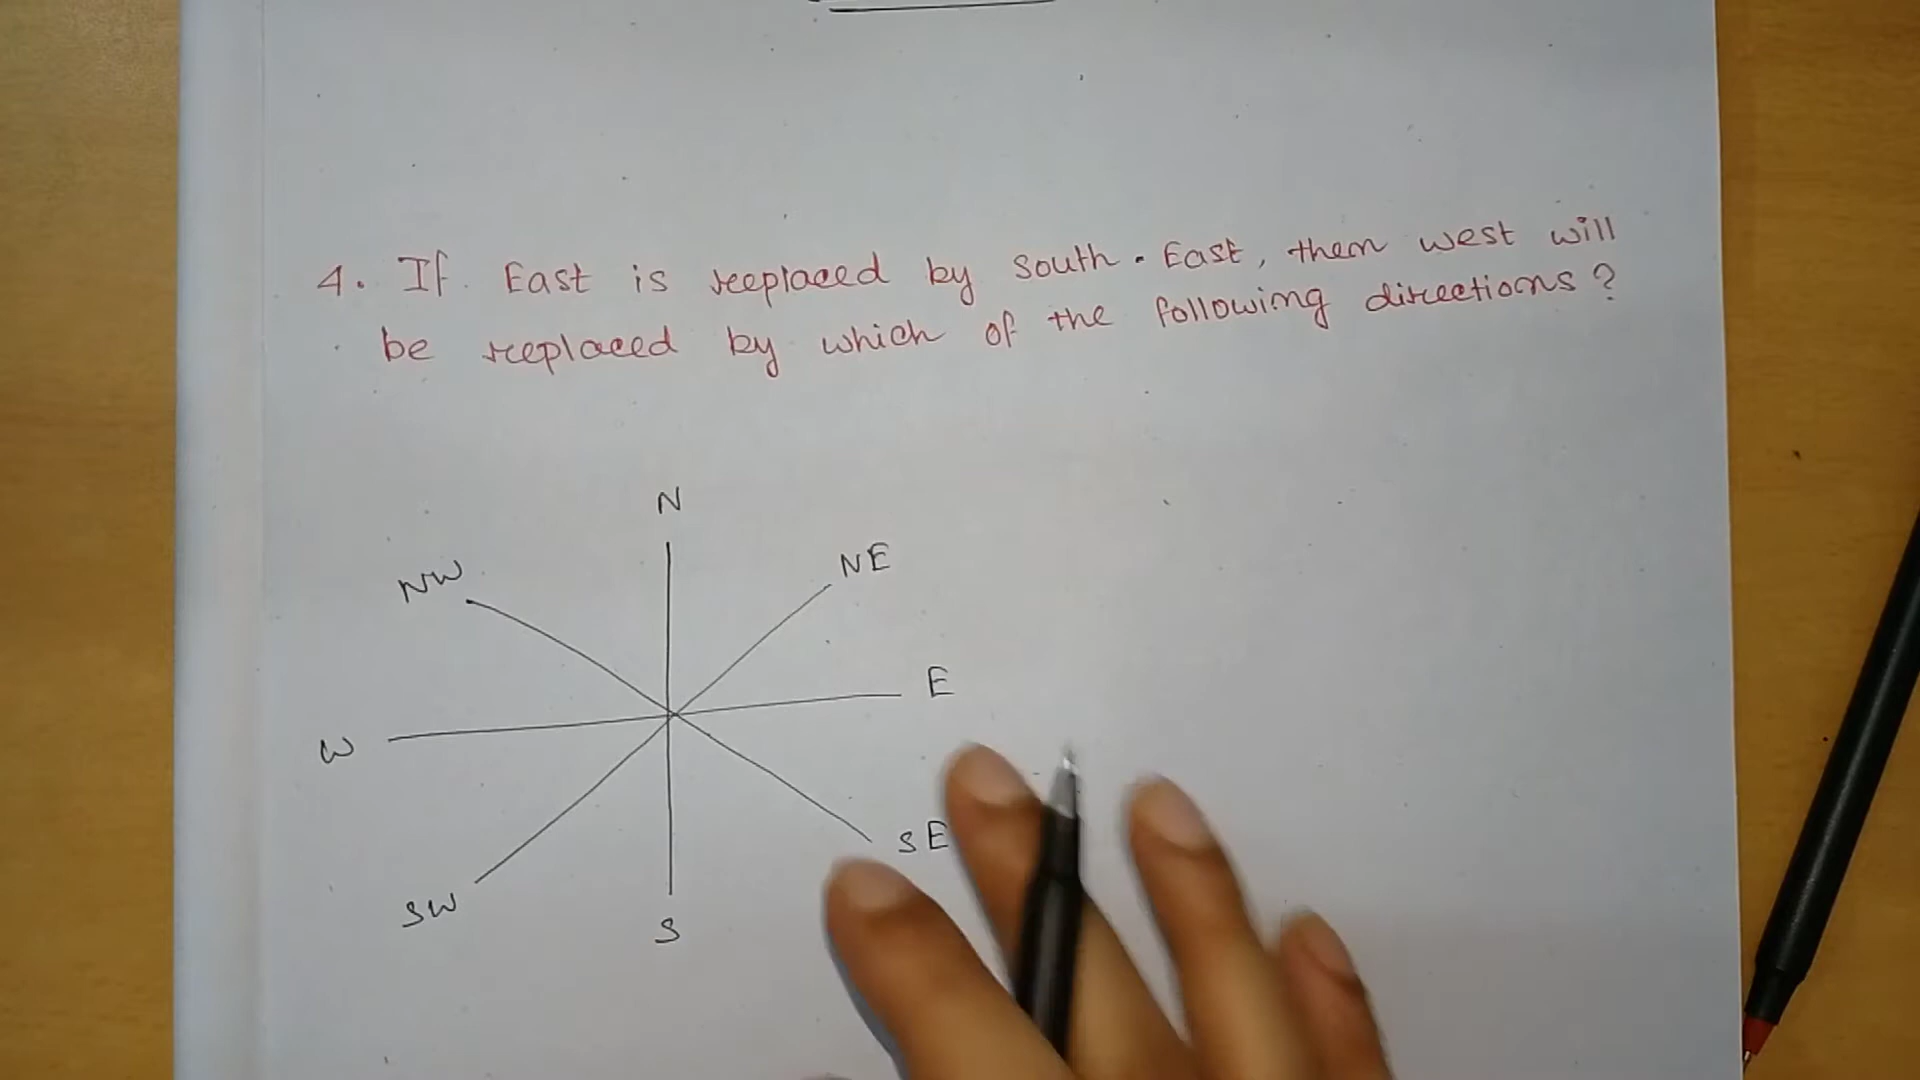 4. If East is replaced by South-East, then west will
be replaced by which of the following directions?
N
NW
NE
E
W
SE
SW
S